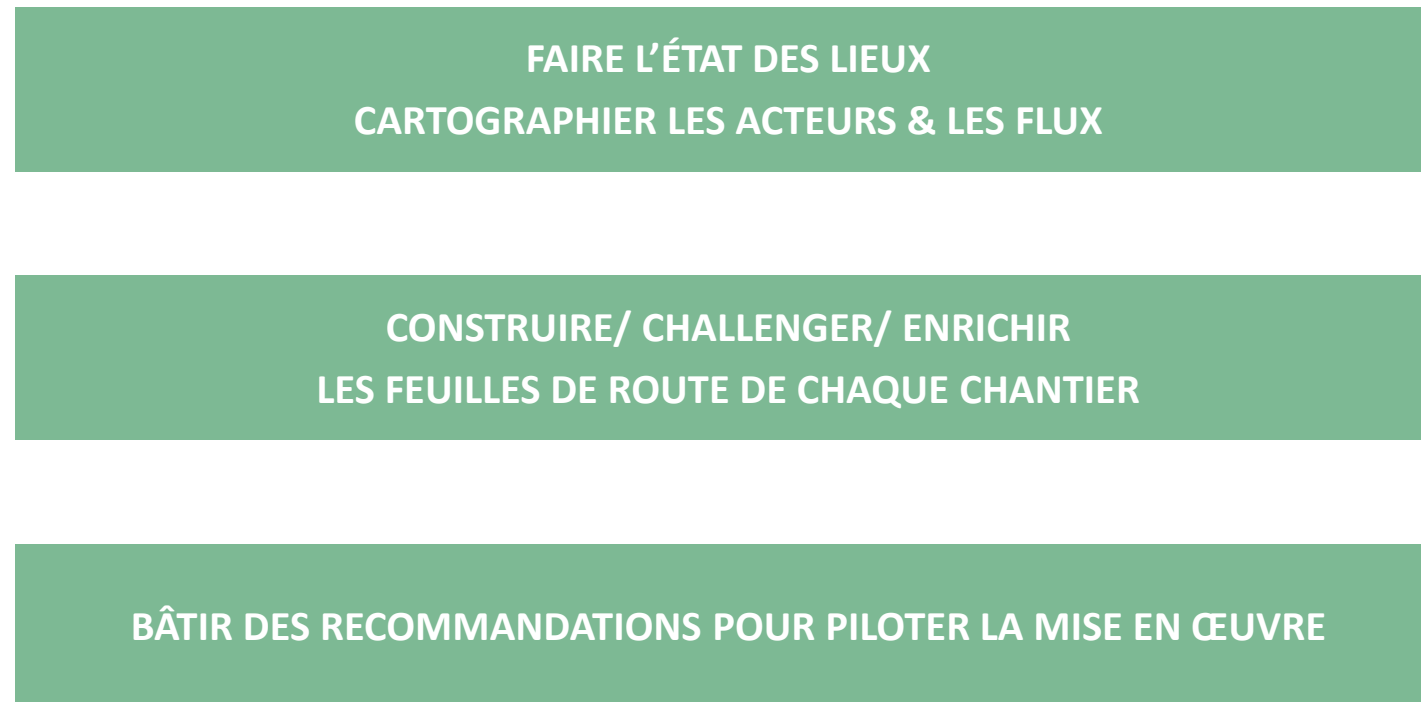 FAIRE L’ÉTAT DES LIEUX
CARTOGRAPHIER LES ACTEURS & LES FLUX
CONSTRUIRE/ CHALLENGER/ ENRICHIR
LES FEUILLES DE ROUTE DE CHAQUE CHANTIER
BÂTIR DES RECOMMANDATIONS POUR PILOTER LA MISE EN ŒUVRE